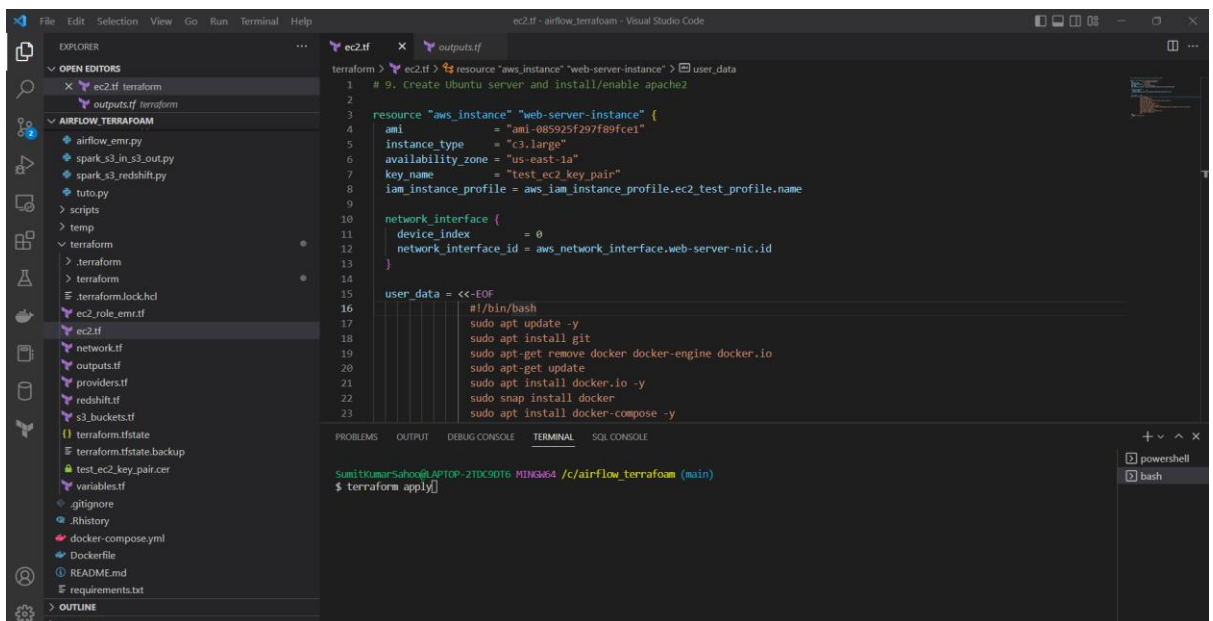 File Edit Selection View Go Run Terminal Help
ec2.tf - airflow_terrafoam - Visual Studio Code
EXPLORER
OPEN EDITORS
ec2.tf terraform
outputs.tf terraform
AIRFLOW_TERRAFOAM
airflow_emr.py
spark_s3_in_s3_out.py
spark_s3_redshift.py
tuto.py
scripts
temp
terraform
.terraform
terraform
.terraform.lock.hcl
ec2_role_emr.tf
ec2.tf
network.tf
outputs.tf
providers.tf
redshift.tf
s3_buckets.tf
terraform.tfstate
terraform.tfstate.backup
test_ec2_key_pair.cer
variables.tf
.gitignore
.Rhistory
docker-compose.yml
Dockerfile
README.md
requirements.txt
OUTLINE
2
ec2.tf
outputs.tf
terraform > ec2.tf > resource "aws_instance" "web-server-instance" > user_data
1 # 9. Create Ubuntu server and install/enable apache2
2
3 resource "aws_instance" "web-server-instance" {
4 ami = "ami-085925f297f89fce1"
5 instance_type = "c3.large"
6 availability_zone = "us-east-1a"
7 key_name = "test_ec2_key_pair"
8 iam_instance_profile = aws_iam_instance_profile.ec2_test_profile.name
9
10 network_interface {
11 device_index = 0
12 network_interface_id = aws_network_interface.web-server-nic.id
13 }
14
15 user_data = <<-EOF
16 #!/bin/bash
17 sudo apt update -y
18 sudo apt install git
19 sudo apt-get remove docker docker-engine docker.io
20 sudo apt-get update
21 sudo apt install docker.io -y
22 sudo snap install docker
23 sudo apt install docker-compose -y
PROBLEMS OUTPUT DEBUG CONSOLE TERMINAL SQL CONSOLE
SumitKumarSahoo@LAPTOP-2TDC9DT6 MINGW64 /c/airflow_terrafoam (main)
$ terraform apply
powershell
bash